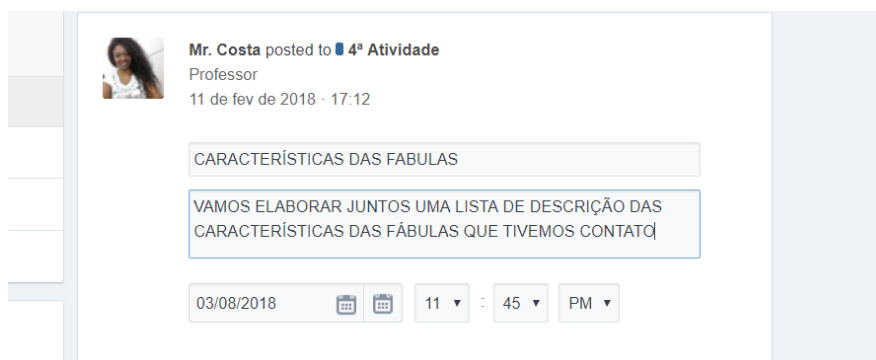 Mr. Costa posted to 4ª Atividade
Professor
11 de fev de 2018 · 17:12
CARACTERÍSTICAS DAS FABULAS
VAMOS ELABORAR JUNTOS UMA LISTA DE DESCRIÇÃO DAS
CARACTERÍSTICAS DAS FÁBULAS QUE TIVEMOS CONTATO
03/08/2018 11 : 45 PM